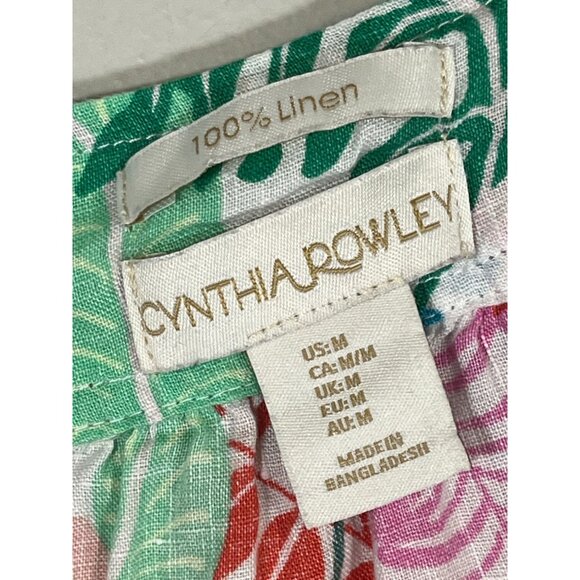 100% Linen
CYNTHIA ROWLEY
US:M
CA:M/M
UK:M
EU:M
AU:M
MADE IN
BANGLADESH